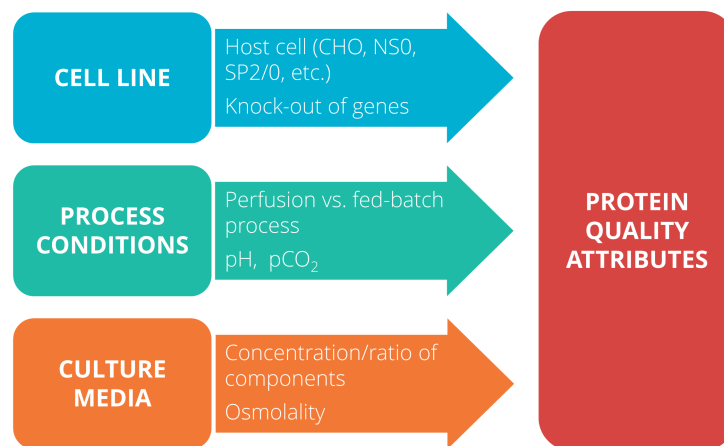 CELL LINE
Host cell (CHO, NS0,
SP2/0, etc.)
Knock-out of genes
PROCESS
CONDITIONS
Perfusion vs. fed-batch
process
pH, pCO₂
CULTURE
MEDIA
Concentration/ratio of
components
Osmolality
PROTEIN
QUALITY
ATTRIBUTES